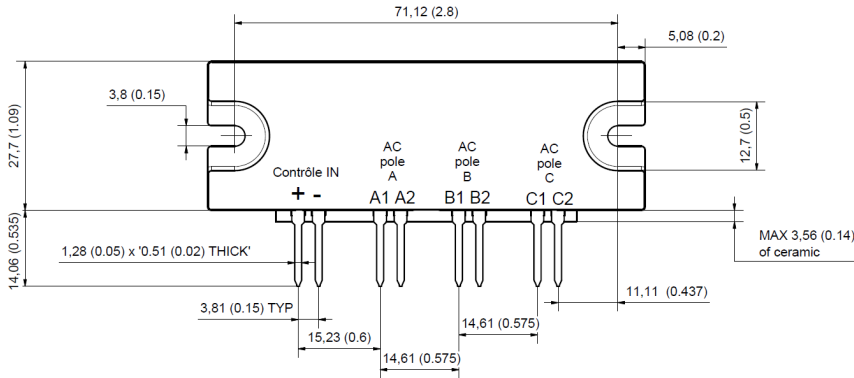 71,12 (2.8)
5,08 (0.2)
27,7 (1.09)
3,8 (0.15)
12,7 (0.5)
AC
pole
A
AC
pole
B
AC
pole
C
Contrôle IN
+ -
A1 A2
B1 B2
C1 C2
14,06 (0.535)
1,28 (0.05) x '0.51 (0.02) THICK'
MAX 3,56 (0.14)
of ceramic
3,81 (0.15) TYP
11,11 (0.437)
15,23 (0.6)
14,61 (0.575)
14,61 (0.575)